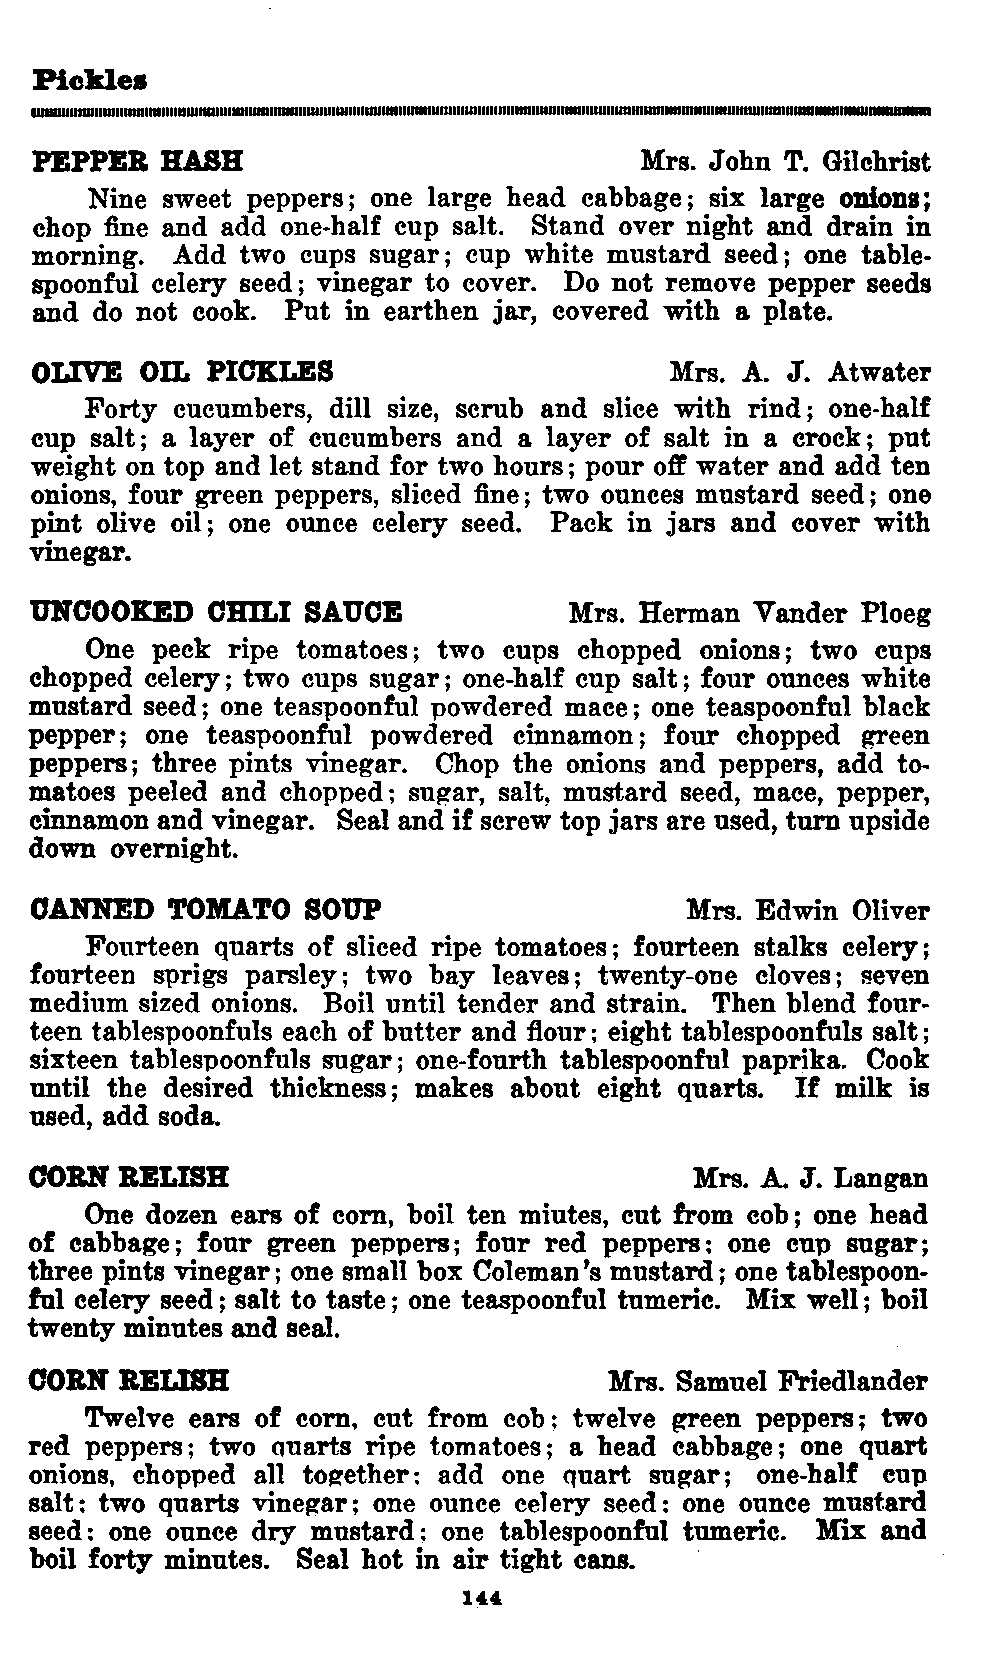 Pickles
PEPPER HASH Mrs. John T. Gilchrist
Nine sweet peppers; one large head cabbage; six large onions;
chop fine and add one-half cup salt. Stand over night and drain in
morning. Add two cups sugar; cup white mustard seed; one table-
spoonful celery seed; vinegar to cover. Do not remove pepper seeds
and do not cook. Put in earthen jar, covered with a plate.
OLIVE OIL PICKLES Mrs. A. J. Atwater
Forty cucumbers, dill size, scrub and slice with rind; one-half
cup salt; a layer of cucumbers and a layer of salt in a crock; put
weight on top and let stand for two hours; pour off water and add ten
onions, four green peppers, sliced fine; two ounces mustard seed; one
pint olive oil; one ounce celery seed. Pack in jars and cover with
vinegar.
UNCOOKED CHILI SAUCE Mrs. Herman Vander Ploeg
One peck ripe tomatoes; two cups chopped onions; two cups
chopped celery; two cups sugar; one-half cup salt; four ounces white
mustard seed; one teaspoonful powdered mace; one teaspoonful black
pepper; one teaspoonful powdered cinnamon; four chopped green
peppers; three pints vinegar. Chop the onions and peppers, add to-
matoes peeled and chopped; sugar, salt, mustard seed, mace, pepper,
cinnamon and vinegar. Seal and if screw top jars are used, turn upside
down overnight.
CANNED TOMATO SOUP Mrs. Edwin Oliver
Fourteen quarts of sliced ripe tomatoes; fourteen stalks celery;
fourteen sprigs parsley; two bay leaves; twenty-one cloves; seven
medium sized onions. Boil until tender and strain. Then blend four-
teen tablespoonfuls each of butter and flour; eight tablespoonfuls salt;
sixteen tablespoonfuls sugar; one-fourth tablespoonful paprika. Cook
until the desired thickness; makes about eight quarts. If milk is
used, add soda.
CORN RELISH Mrs. A. J. Langan
One dozen ears of corn, boil ten miutes, cut from cob; one head
of cabbage; four green peppers; four red peppers; one cup sugar;
three pints vinegar; one small box Coleman's mustard; one tablespoon-
ful celery seed; salt to taste; one teaspoonful tumeric. Mix well; boil
twenty minutes and seal.
CORN RELISH Mrs. Samuel Friedlander
Twelve ears of corn, cut from cob; twelve green peppers; two
red peppers; two quarts ripe tomatoes; a head cabbage; one quart
onions, chopped all together; add one quart sugar; one-half cup
salt; two quarts vinegar; one ounce celery seed; one ounce mustard
seed; one ounce dry mustard; one tablespoonful tumeric. Mix and
boil forty minutes. Seal hot in air tight cans.
144